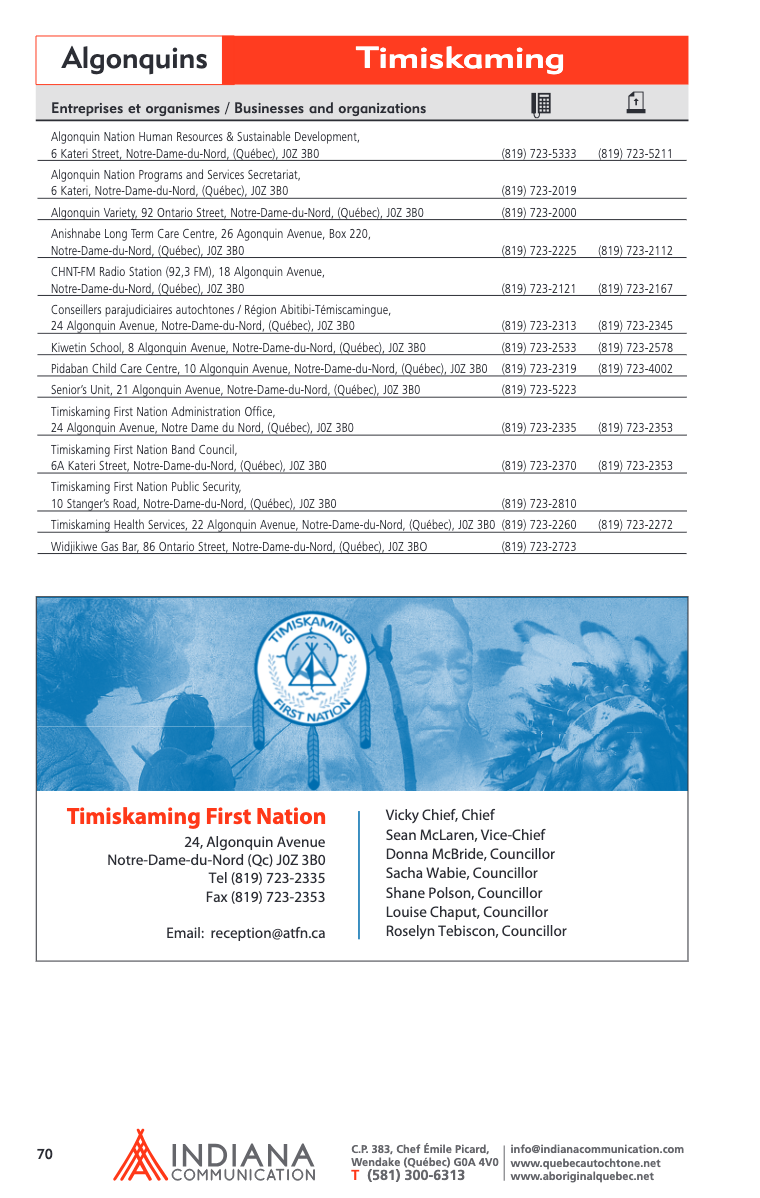 Algonquins Timiskaming
Entreprises et organismes / Businesses and organizations
Algonquin Nation Human Resources & Sustainable Development,
6 Kateri Street, Notre-Dame-du-Nord, (Québec), J0Z 3B0 (819) 723-5333 (819) 723-5211
Algonquin Nation Programs and Services Secretariat,
6 Kateri, Notre-Dame-du-Nord, (Québec), J0Z 3B0 (819) 723-2019
Algonquin Variety, 92 Ontario Street, Notre-Dame-du-Nord, (Québec), J0Z 3B0 (819) 723-2000
Anishnabe Long Term Care Centre, 26 Agonquin Avenue, Box 220,
Notre-Dame-du-Nord, (Québec), J0Z 3B0 (819) 723-2225 (819) 723-2112
CHNT-FM Radio Station (92,3 FM), 18 Algonquin Avenue,
Notre-Dame-du-Nord, (Québec), J0Z 3B0 (819) 723-2121 (819) 723-2167
Conseillers parajudiciaires autochtones / Région Abitibi-Témiscamingue,
24 Algonquin Avenue, Notre-Dame-du-Nord, (Québec), J0Z 3B0 (819) 723-2313 (819) 723-2345
Kiwetin School, 8 Algonquin Avenue, Notre-Dame-du-Nord, (Québec), J0Z 3B0 (819) 723-2533 (819) 723-2578
Pidaban Child Care Centre, 10 Algonquin Avenue, Notre-Dame-du-Nord, (Québec), J0Z 3B0 (819) 723-2319 (819) 723-4002
Senior's Unit, 21 Algonquin Avenue, Notre-Dame-du-Nord, (Québec), J0Z 3B0 (819) 723-5223
Timiskaming First Nation Administration Office,
24 Algonquin Avenue, Notre Dame du Nord, (Québec), J0Z 3B0 (819) 723-2335 (819) 723-2353
Timiskaming First Nation Band Council,
6A Kateri Street, Notre-Dame-du-Nord, (Québec), J0Z 3B0 (819) 723-2370 (819) 723-2353
Timiskaming First Nation Public Security,
10 Stanger's Road, Notre-Dame-du-Nord, (Québec), J0Z 3B0 (819) 723-2810
Timiskaming Health Services, 22 Algonquin Avenue, Notre-Dame-du-Nord, (Québec), J0Z 3B0 (819) 723-2260 (819) 723-2272
Widjikiwe Gas Bar, 86 Ontario Street, Notre-Dame-du-Nord, (Québec), J0Z 3BO (819) 723-2723
TIMISKAMING
FIRST NATION
Timiskaming First Nation
24, Algonquin Avenue
Notre-Dame-du-Nord (Qc) J0Z 3B0
Tel (819) 723-2335
Fax (819) 723-2353
Email: reception@atfn.ca
Vicky Chief, Chief
Sean McLaren, Vice-Chief
Donna McBride, Councillor
Sacha Wabie, Councillor
Shane Polson, Councillor
Louise Chaput, Councillor
Roselyn Tebiscon, Councillor
70
INDIANA
COMMUNICATION
C.P. 383, Chef Émile Picard,
Wendake (Québec) G0A 4V0
T (581) 300-6313
info@indianacommunication.com
www.quebecautochtone.net
www.aboriginalquebec.net